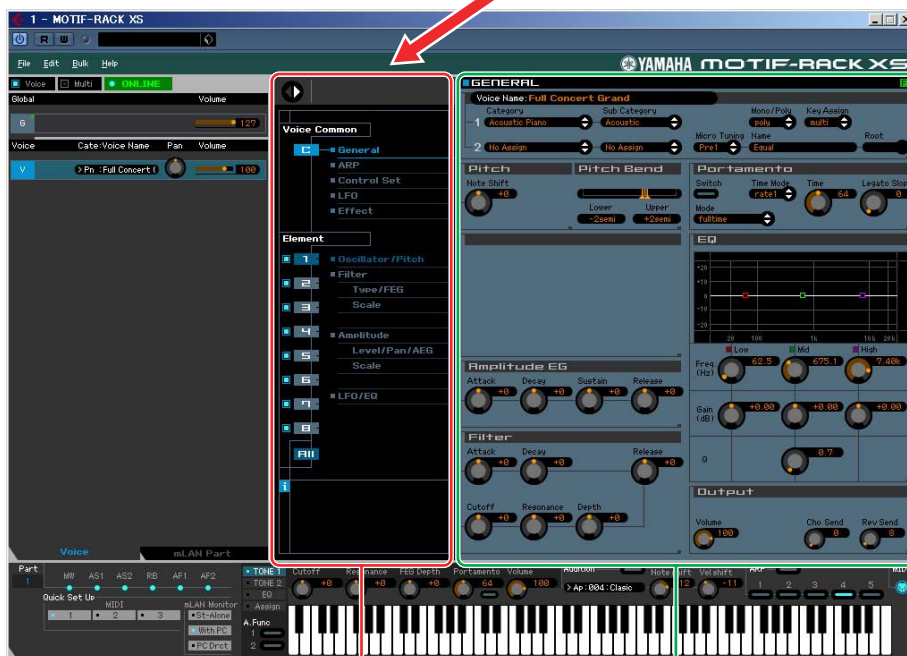 1 - MOTIF-RACK XS
R W
File Edit Bulk Help
YAMAHA MOTIF-RACK XS
Voice Multi ONLINE
Global Volume
G 127
Voice Cate:Voice Name Pan Volume
V Pn :Full Concert ( 100
Voice mLAN Part
Voice Common
C General
ARP
Control Set
LFO
Effect
Element
1 Oscillator/Pitch
2 Filter
Type/FEG
3 Scale
4 Amplitude
5 Level/Pan/AEG
Scale
6 LFO/EQ
7
8
All
i
GENERAL
Voice Name:Full Concert Grand
Category Sub Category Mono/Poly Key Assign
1 Acoustic Piano Acoustic poly multi
Micro Tuning Name Root
2 No Assign No Assign Pre1 Equal
Pitch Pitch Bend Portamento
Note Shift Switch Time Mode Time Legato Slop
+0 rate1 64 0
Lower Upper Mode
-2semi +2semi fulltime
EQ
+20
+10
0
-10
-20
20 100 1k 10k 20k
Low Mid High
Freq. (Hz) 62.5 675.1 7.40k
Gain (dB) +0.00 +0.00 +0.00
Q 0.7
Amplitude EG
Attack Decay Sustain Release
+0 +0 +0 +0
Filter
Attack Decay Release
+0 +0 +0
Cutoff Resonance Depth
+0 +0 +0
Output
Volume Cho Send Rev Send
100 0 8
Part
1
MW AS1 AS2 RB AF1 AF2
Quick Set Up
MIDI mLAN Monitor
1 2 3 St-Alone
With PC
PC Drct
TONE 1
TONE 2
EQ
Assign
A.Func
1
2
Cutoff FEG Depth Portamento Volume
+0 +0 +0 64 100
Ap:004:Clasic
Note Shift Vel shift
12 -11
1 2 3 4 5